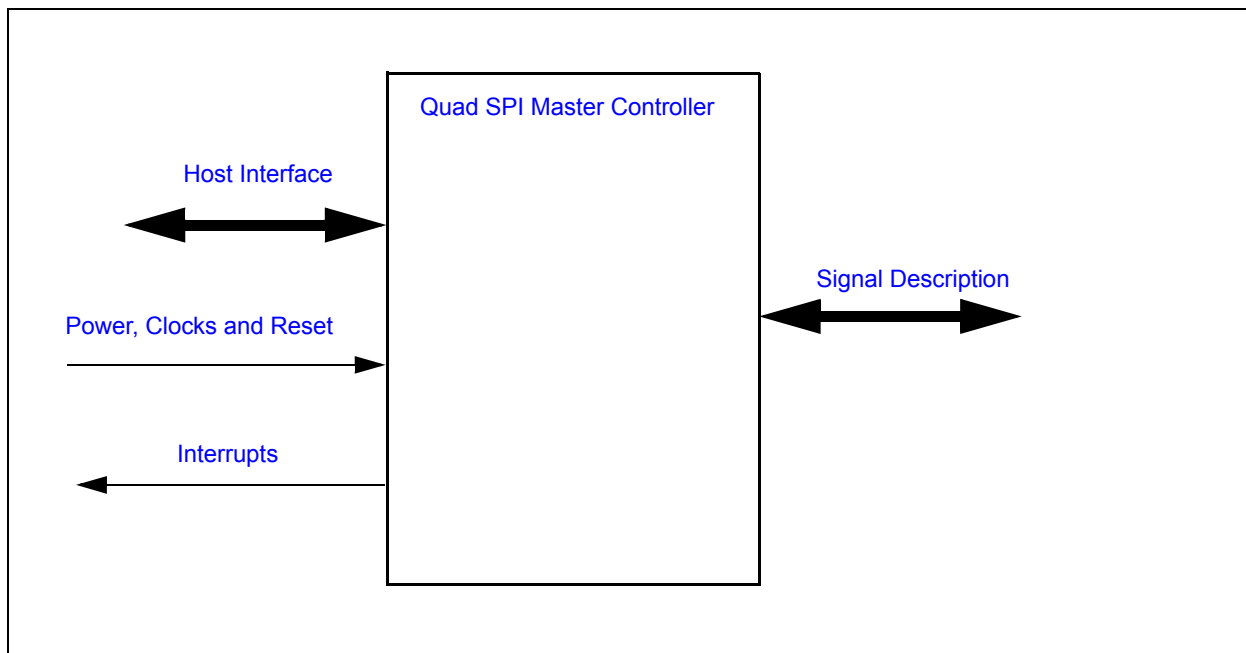 Quad SPI Master Controller
Host Interface
Signal Description
Power, Clocks and Reset
Interrupts